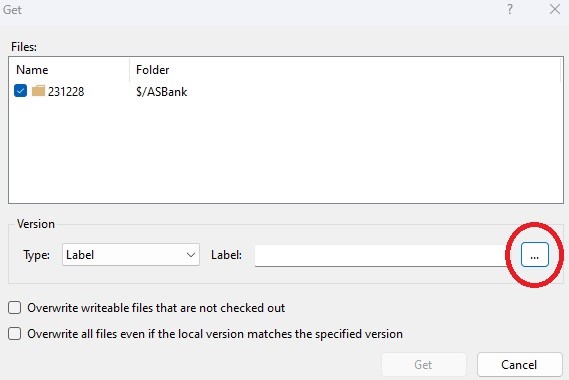 Get ?
Files:
Name Folder
231228 $/ASBank
Version
Type: Label Label: ...
Overwrite writeable files that are not checked out
Overwrite all files even if the local version matches the specified version
Get Cancel